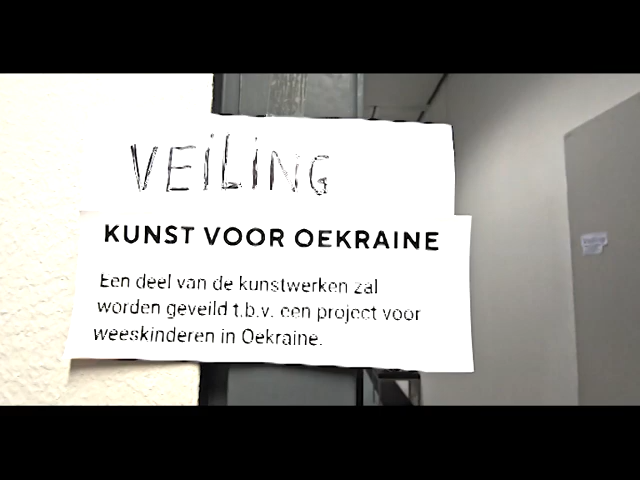 VEILING
KUNST VOOR OEKRAINE
Een deel van de kunstwerken zal
worden geveild t.b.v. een project voor
weeskinderen in Oekraine.